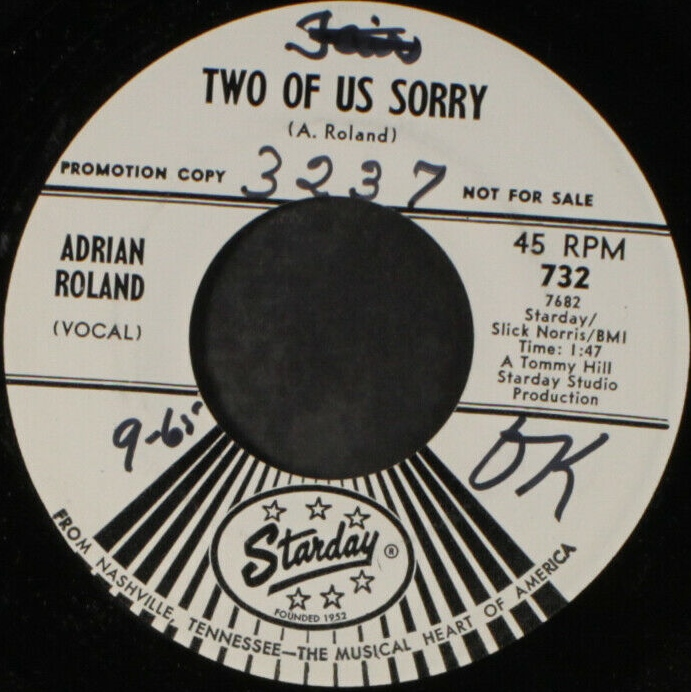 TWO OF US SORRY
(A. Roland)
3237
PROMOTION COPY
NOT FOR SALE
ADRIAN
ROLAND
(VOCAL)
45 RPM
732
7682
Starday/
Slick Norris/BMI
Time: 1:47
A Tommy Hill
Starday Studio
Production
9-65
OK
Starday ®
FOUNDED 1952
FROM NASHVILLE, TENNESSEE—THE MUSICAL HEART OF AMERICA